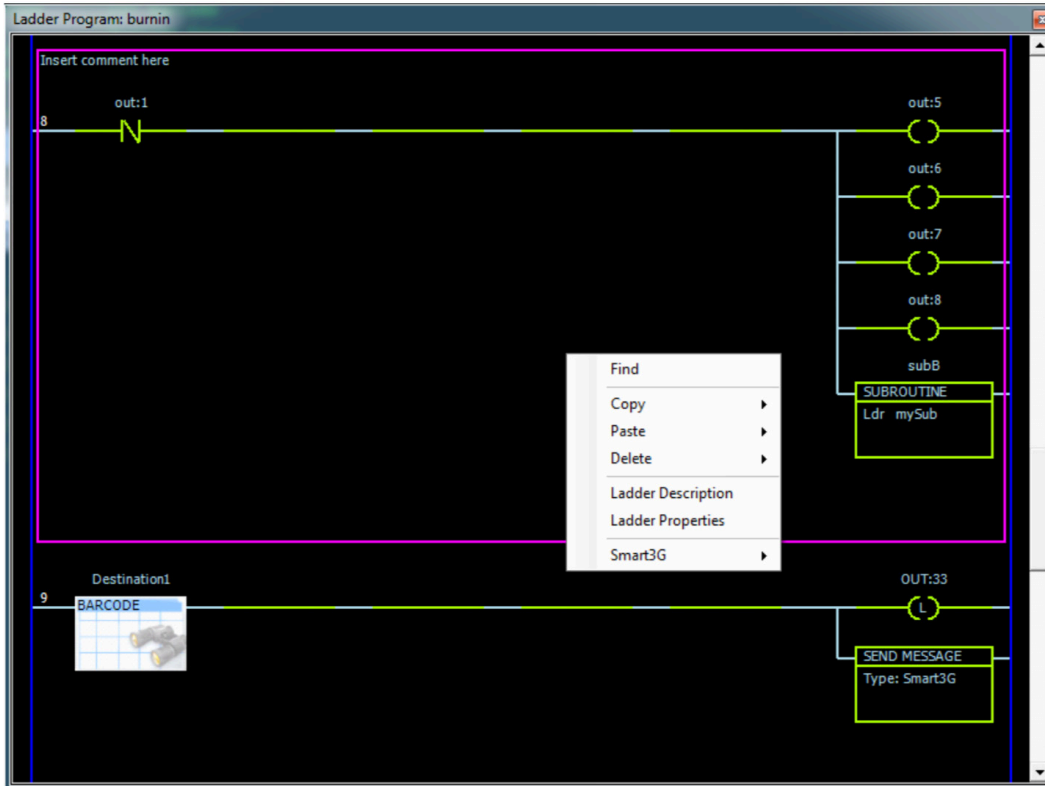 Ladder Program: burnin
Insert comment here
out:1
out:5
8
out:6
out:7
out:8
subB
SUBROUTINE
Ldr mySub
Find
Copy
Paste
Delete
Ladder Description
Ladder Properties
Smart3G
Destination1
OUT:33
9
BARCODE
L
SEND MESSAGE
Type: Smart3G